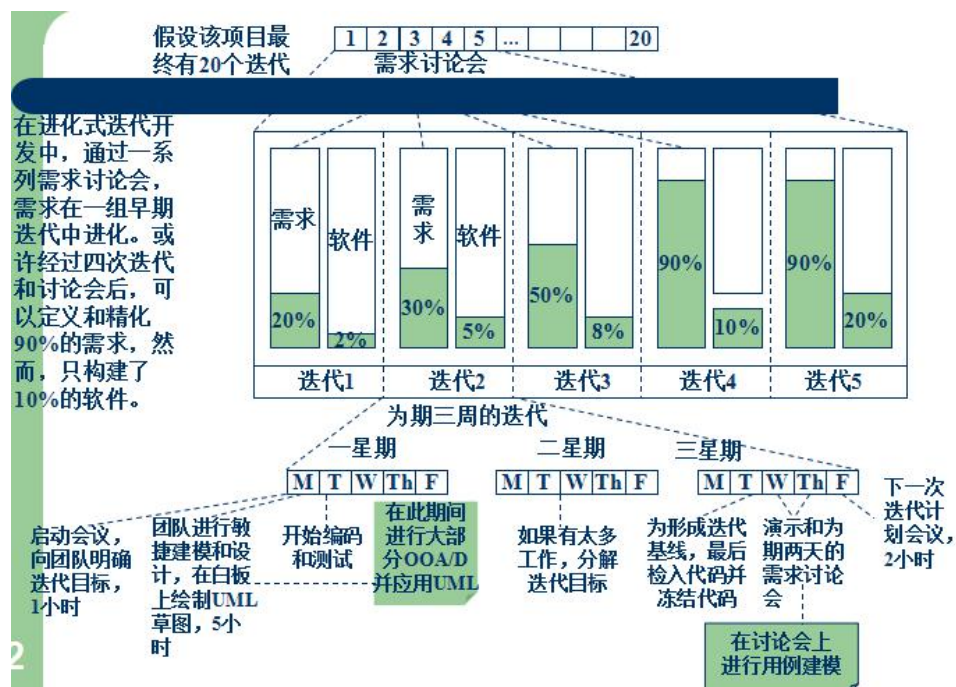 假设该项目最
终有20个迭代
1 2 3 4 5 ... 20
需求讨论会
在进化式迭代开
发中，通过一系
列需求讨论会，
需求在一组早期
迭代中进化。或
许经过四次迭代
和讨论会后，可
以定义和精化
90%的需求，然
而，只构建了
10%的软件。
需求
软件
20%
2%
需
求
软件
30%
5%
50%
8%
90%
10%
90%
20%
迭代1 迭代2 迭代3 迭代4 迭代5
为期三周的迭代
一星期 二星期 三星期
M T W Th F
M T W Th F
M T W Th F
启动会议，
向团队明确
迭代目标，
1小时
团队进行敏
捷建模和设
计，在白板
上绘制UML
草图，5小
时
开始编码
和测试
在此期间
进行大部
分OOA/D
并应用UML
如果有太多
工作，分解
迭代目标
为形成迭代
基线，最后
检入代码并
冻结代码
演示和为
期两天的
需求讨论
会
下一次
迭代计
划会议，
2小时
在讨论会上
进行用例建模
2